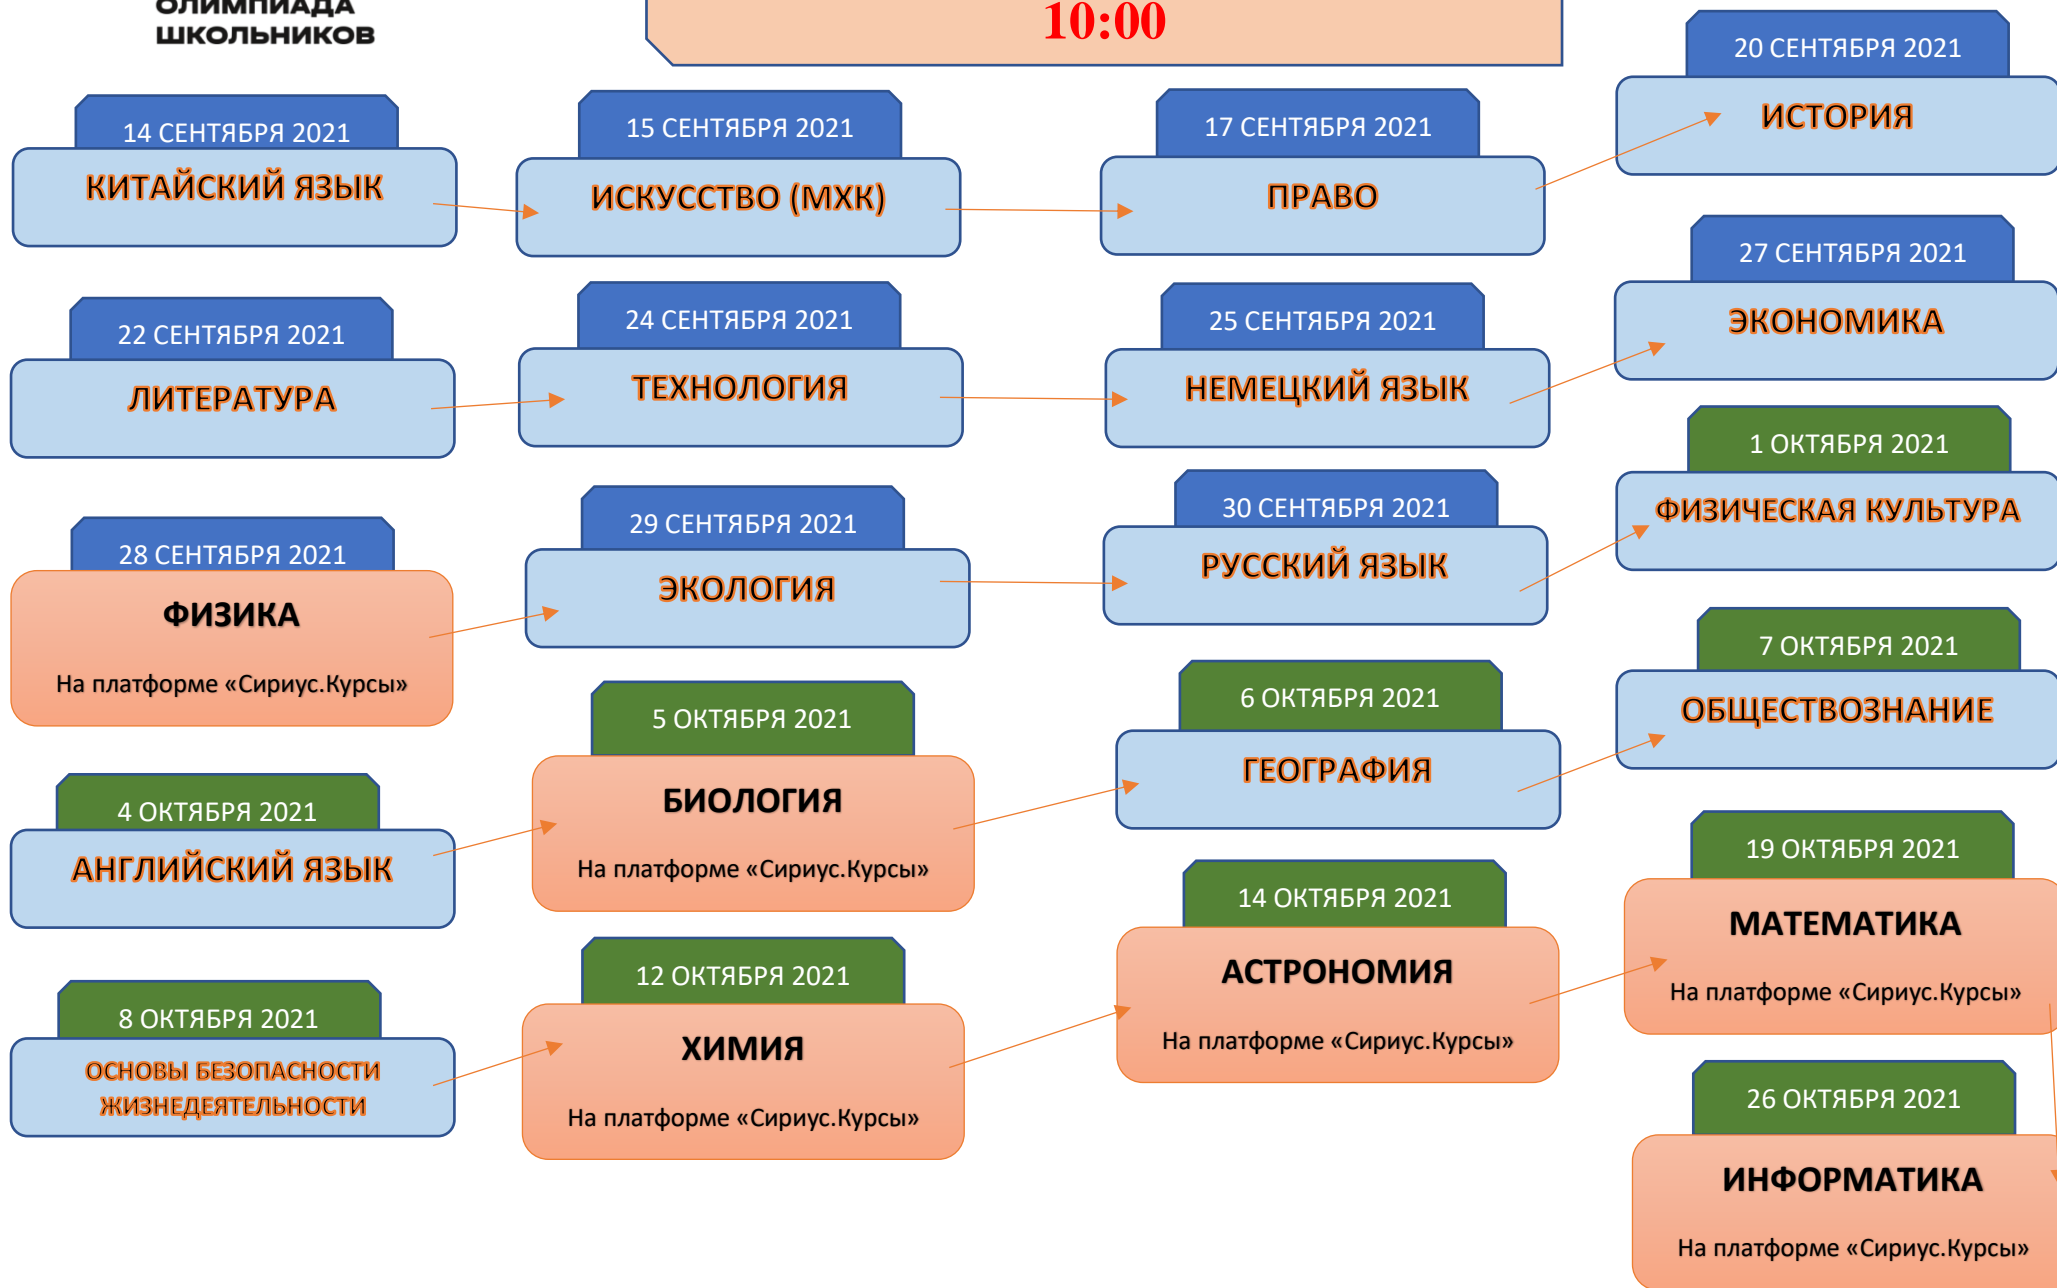 ОЛИМПИАДА
ШКОЛЬНИКОВ
10:00
14 СЕНТЯБРЯ 2021
КИТАЙСКИЙ ЯЗЫК
15 СЕНТЯБРЯ 2021
ИСКУССТВО (МХК)
17 СЕНТЯБРЯ 2021
ПРАВО
20 СЕНТЯБРЯ 2021
ИСТОРИЯ
22 СЕНТЯБРЯ 2021
ЛИТЕРАТУРА
24 СЕНТЯБРЯ 2021
ТЕХНОЛОГИЯ
25 СЕНТЯБРЯ 2021
НЕМЕЦКИЙ ЯЗЫК
27 СЕНТЯБРЯ 2021
ЭКОНОМИКА
28 СЕНТЯБРЯ 2021
ФИЗИКА
На платформе «Сириус.Курсы»
29 СЕНТЯБРЯ 2021
ЭКОЛОГИЯ
30 СЕНТЯБРЯ 2021
РУССКИЙ ЯЗЫК
1 ОКТЯБРЯ 2021
ФИЗИЧЕСКАЯ КУЛЬТУРА
4 ОКТЯБРЯ 2021
АНГЛИЙСКИЙ ЯЗЫК
5 ОКТЯБРЯ 2021
БИОЛОГИЯ
На платформе «Сириус.Курсы»
6 ОКТЯБРЯ 2021
ГЕОГРАФИЯ
7 ОКТЯБРЯ 2021
ОБЩЕСТВОЗНАНИЕ
8 ОКТЯБРЯ 2021
ОСНОВЫ БЕЗОПАСНОСТИ
ЖИЗНЕДЕЯТЕЛЬНОСТИ
12 ОКТЯБРЯ 2021
ХИМИЯ
На платформе «Сириус.Курсы»
14 ОКТЯБРЯ 2021
АСТРОНОМИЯ
На платформе «Сириус.Курсы»
19 ОКТЯБРЯ 2021
МАТЕМАТИКА
На платформе «Сириус.Курсы»
26 ОКТЯБРЯ 2021
ИНФОРМАТИКА
На платформе «Сириус.Курсы»